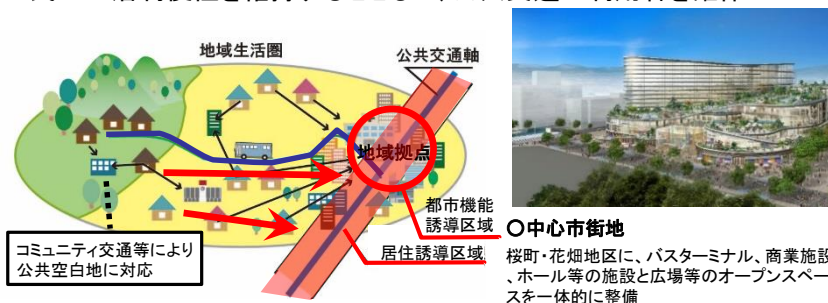 地域生活圏
公共交通軸
地域拠点
都市機能
誘導区域
居住誘導区域
コミュニティ交通等により
公共空白地に対応
○中心市街地
桜町・花畑地区に、バスターミナル、商業施設
、ホール等の施設と広場等のオープンスペー
スを一体的に整備